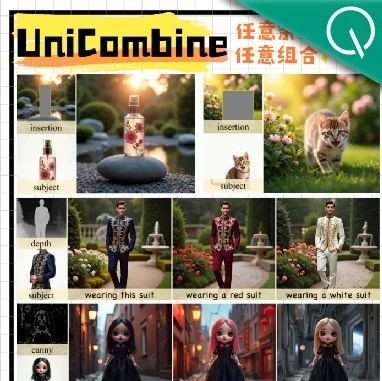 UniCombine
任意
任意组合
insertion
insertion
subject
subject
depth
subject
wearing this suit
wearing a red suit
wearing a white suit
canny